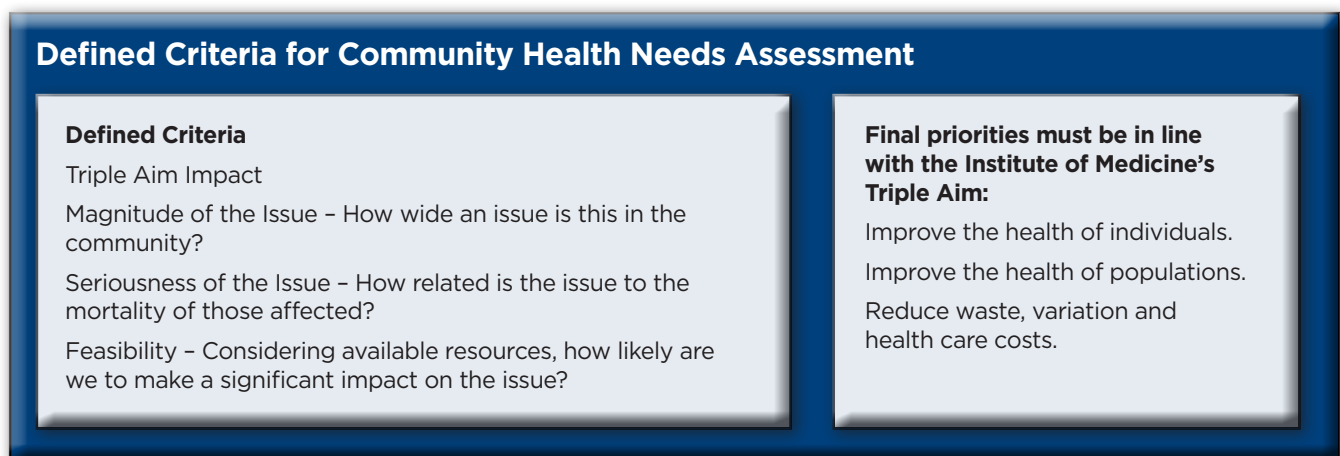 Defined Criteria for Community Health Needs Assessment
Defined Criteria
Triple Aim Impact
Magnitude of the Issue – How wide an issue is this in the
community?
Seriousness of the Issue – How related is the issue to the
mortality of those affected?
Feasibility – Considering available resources, how likely are
we to make a significant impact on the issue?
Final priorities must be in line
with the Institute of Medicine’s
Triple Aim:
Improve the health of individuals.
Improve the health of populations.
Reduce waste, variation and
health care costs.